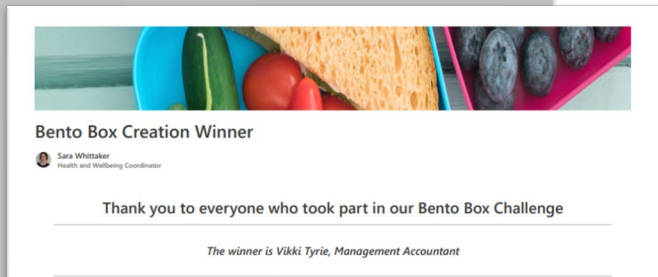 Bento Box Creation Winner
Sara Whittaker
Health and Wellbeing Coordinator
Thank you to everyone who took part in our Bento Box Challenge
The winner is Vikki Tyrie, Management Accountant